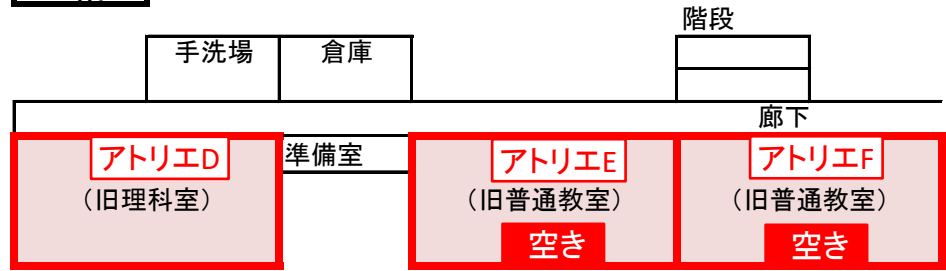 階段
手洗場
倉庫
廊下
アトリエD
準備室
アトリエE
アトリエF
（旧理科室）
（旧普通教室）
（旧普通教室）
空き
空き